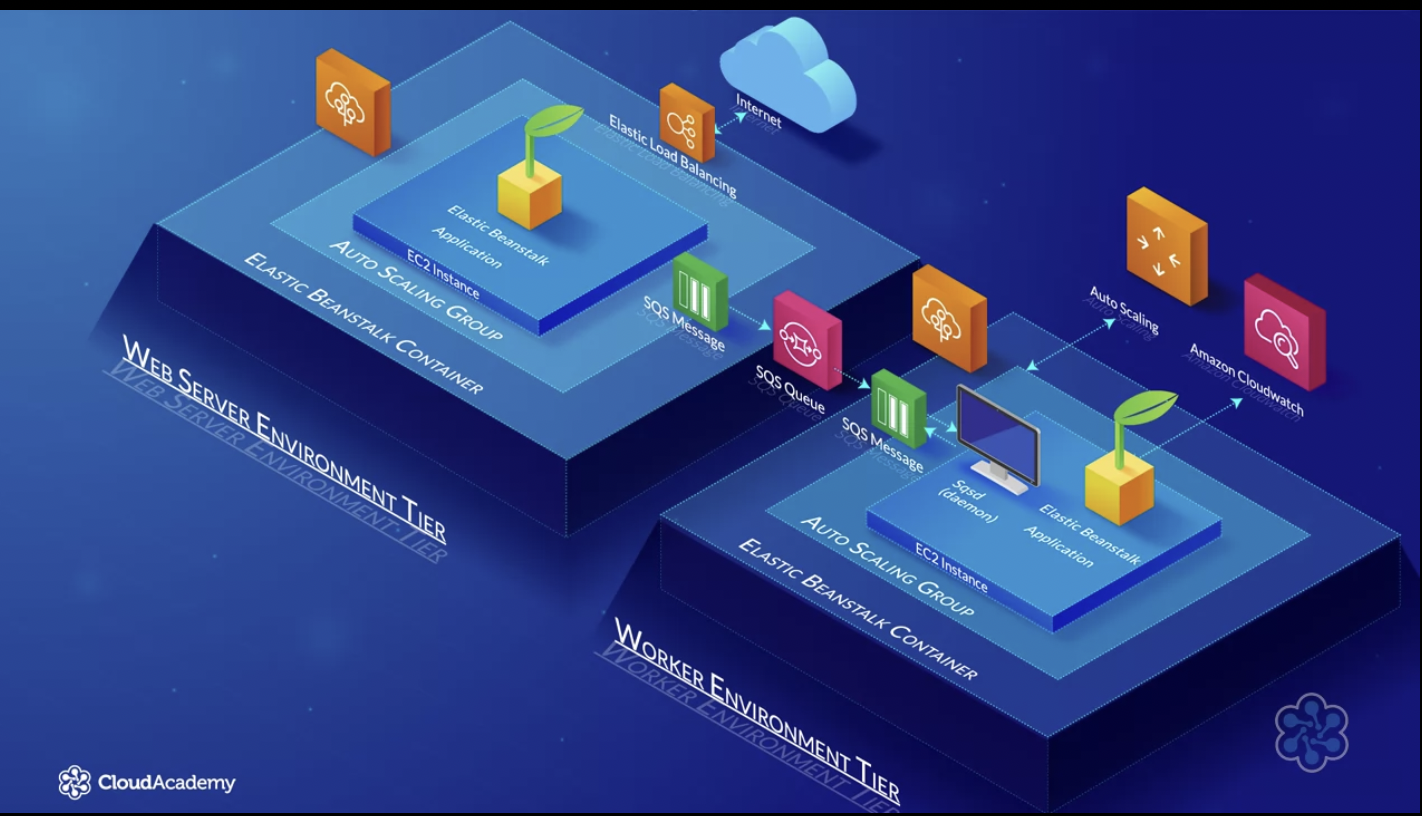 Internet
Elastic Load Balancing
Elastic Beanstalk
Application
EC2 Instance
AUTO SCALING GROUP
ELASTIC BEANSTALK CONTAINER
WEB SERVER ENVIRONMENT TIER
SQS Message
SQS Queue
SQS Message
Auto Scaling
Amazon Cloudwatch
Sqsd
(daemon)
Elastic Beanstalk
Application
EC2 Instance
AUTO SCALING GROUP
ELASTIC BEANSTALK CONTAINER
WORKER ENVIRONMENT TIER
CloudAcademy